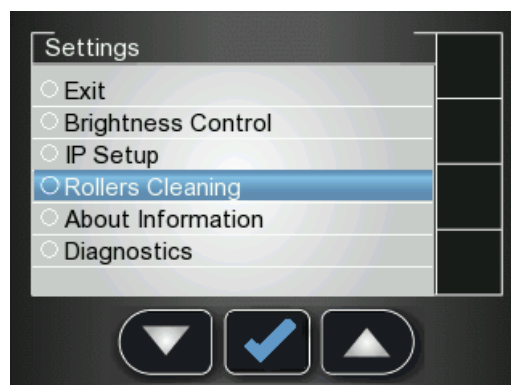 Settings
Exit
Brightness Control
IP Setup
Rollers Cleaning
About Information
Diagnostics